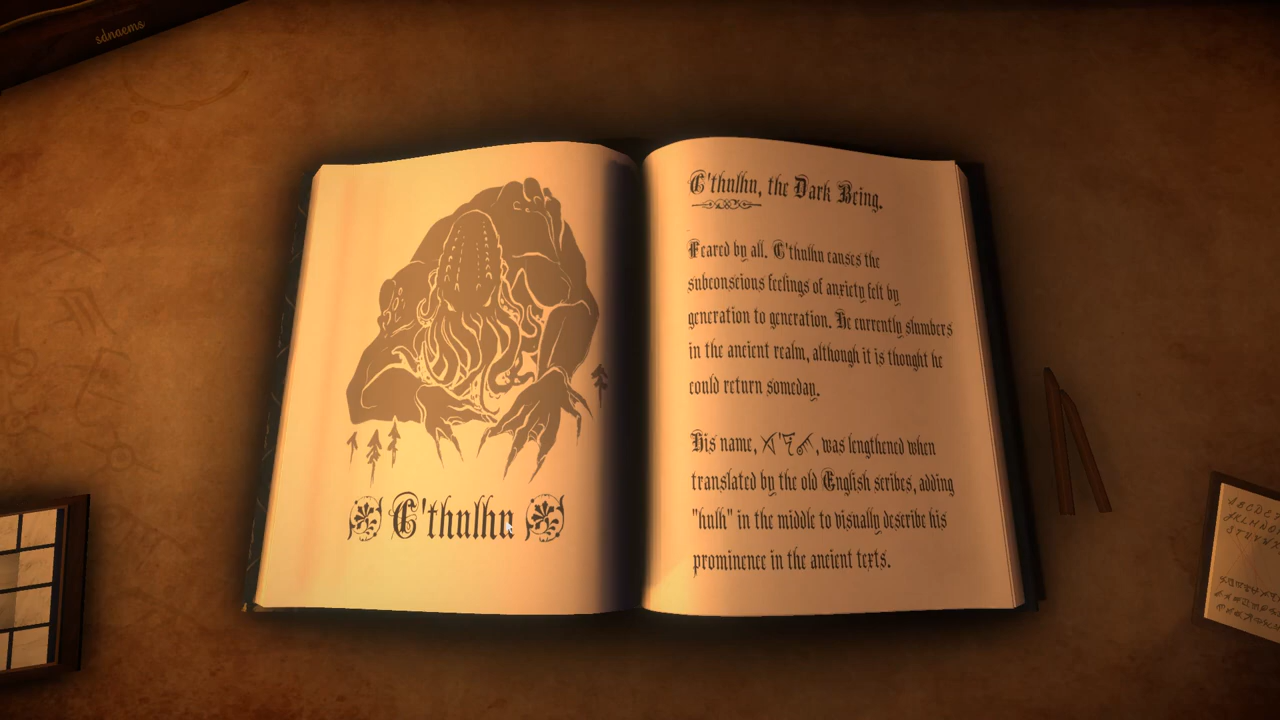 sdnaems
C'thulhu
C'thulhu, the Dark Being.
Feared by all. C'thulhu causes the
subconscious feelings of anxiety felt by
generation to generation. He currently slumbers
in the ancient realm, although it is thought he
could return someday.
His name, , was lengthened when
translated by the old English scribes, adding
"hulh" in the middle to visually describe his
prominence in the ancient texts.